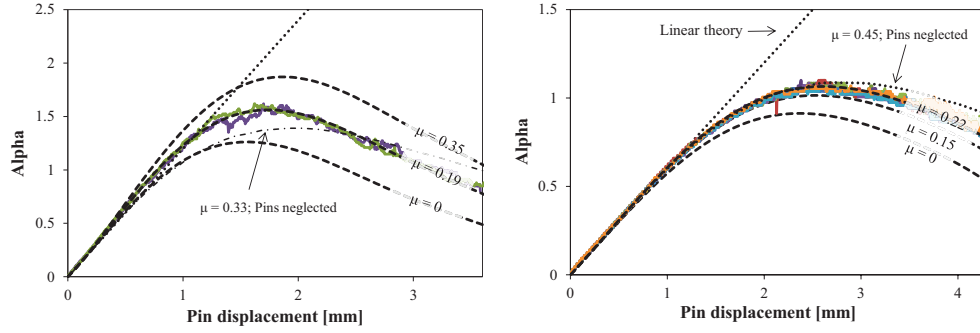 2.5
2
1.5
1
0.5
0
Alpha
0
1
2
3
Pin displacement [mm]
μ = 0.35
μ = 0.19
μ = 0
μ = 0.33; Pins neglected
1.5
1.0
0.5
0
Alpha
0
1
2
3
4
Pin displacement [mm]
Linear theory
μ = 0.45; Pins neglected
μ = 0.22
μ = 0.15
μ = 0